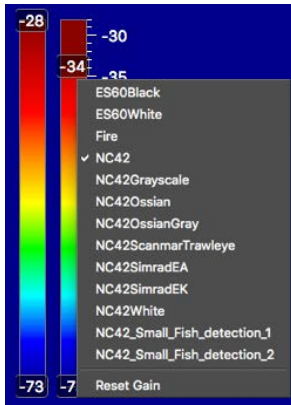 -28
-30
-34
-35
ES60Black
ES60White
Fire
✓ NC42
NC42Grayscale
NC42Ossian
NC42OssianGray
NC42ScanmarTrawleye
NC42SimradEA
NC42SimradEK
NC42White
NC42_Small_Fish_detection_1
NC42_Small_Fish_detection_2
-73 -7 Reset Gain